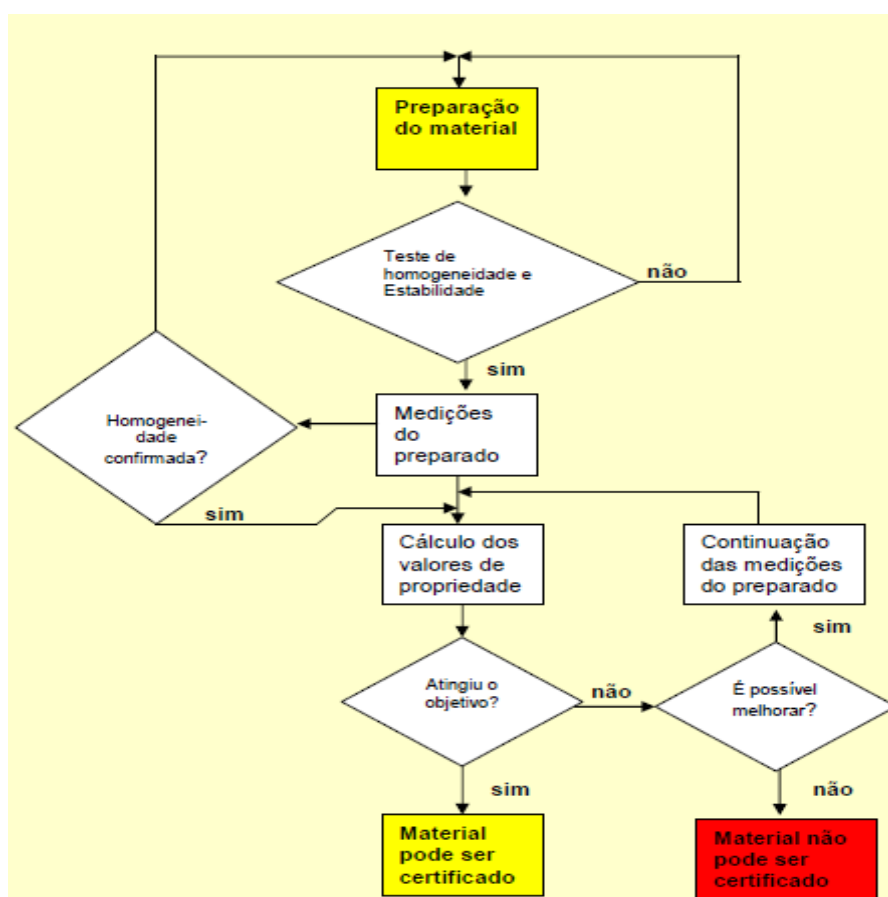 Preparação
do material
Teste de
homogeneidade e
Estabilidade
não
sim
Homogenei-
dade
confirmada?
Medições
do
preparado
sim
Cálculo dos
valores de
propriedade
Continuação
das medições
do preparado
sim
Atingiu o
objetivo?
não
É possível
melhorar?
sim
não
Material
pode ser
certificado
Material não
pode ser
certificado